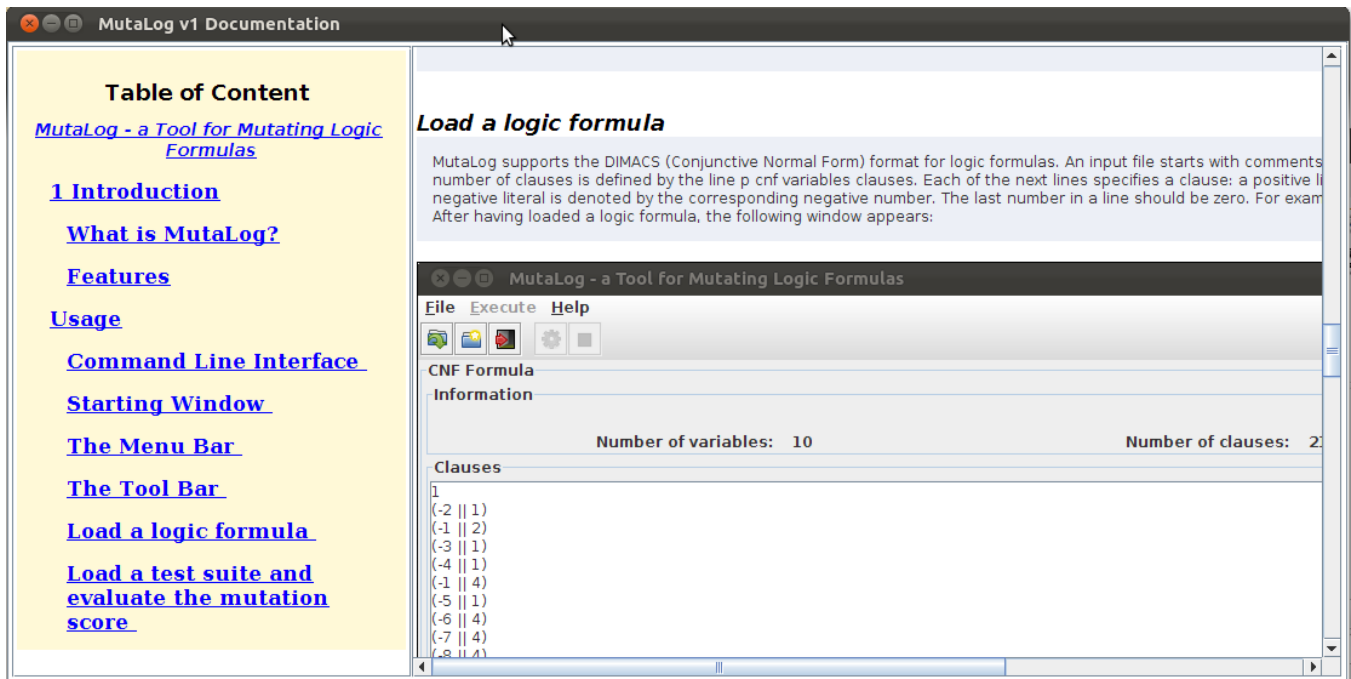 MutaLog v1 Documentation
Table of Content
MutaLog - a Tool for Mutating Logic
Formulas
1 Introduction
What is MutaLog?
Features
Usage
Command Line Interface
Starting Window
The Menu Bar
The Tool Bar
Load a logic formula
Load a test suite and
evaluate the mutation
score
Load a logic formula
MutaLog supports the DIMACS (Conjunctive Normal Form) format for logic formulas. An input file starts with comments
number of clauses is defined by the line p cnf variables clauses. Each of the next lines specifies a clause: a positive
negative literal is denoted by the corresponding negative number. The last number in a line should be zero. For
After having loaded a logic formula, the following window appears:
MutaLog - a Tool for Mutating Logic Formulas
File Execute Help
CNF Formula
Information
Number of variables: 10 Number of clauses:
Clauses
1
(-2 || 1)
(-1 || 2)
(-3 || 1)
(-4 || 1)
(-1 || 4)
(-5 || 1)
(-6 || 4)
(-7 || 4)
(-8 || 4)